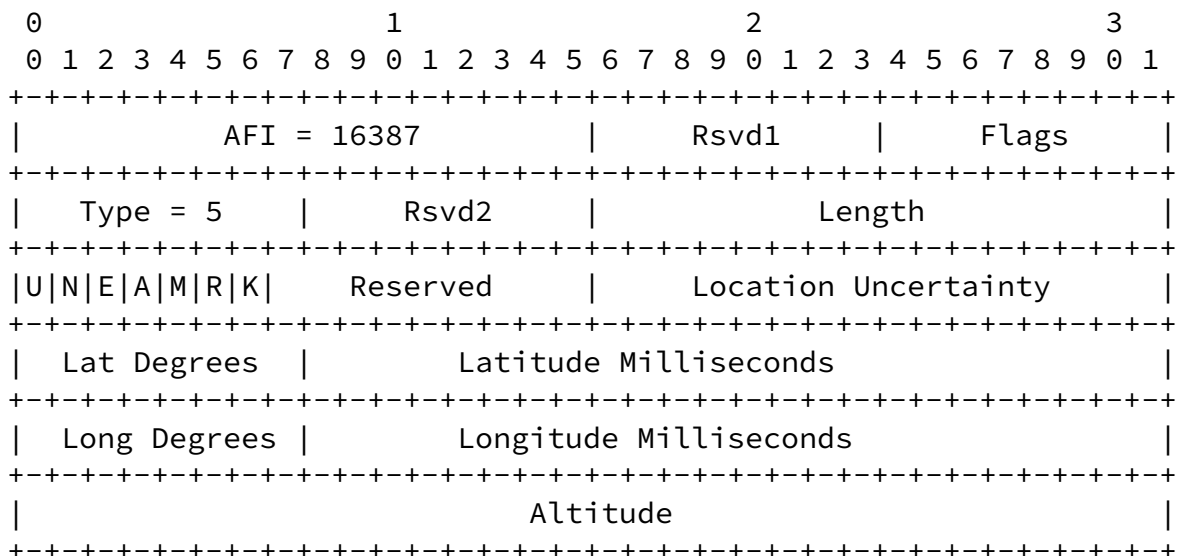 0                   1                   2                   3
 0 1 2 3 4 5 6 7 8 9 0 1 2 3 4 5 6 7 8 9 0 1 2 3 4 5 6 7 8 9 0 1
+-+-+-+-+-+-+-+-+-+-+-+-+-+-+-+-+-+-+-+-+-+-+-+-+-+-+-+-+-+-+-+-+
|           AFI = 16387         |     Rsvd1     |     Flags     |
+-+-+-+-+-+-+-+-+-+-+-+-+-+-+-+-+-+-+-+-+-+-+-+-+-+-+-+-+-+-+-+-+
|   Type = 5    |     Rsvd2     |            Length             |
+-+-+-+-+-+-+-+-+-+-+-+-+-+-+-+-+-+-+-+-+-+-+-+-+-+-+-+-+-+-+-+-+
|U|N|E|A|M|R|K|    Reserved     |     Location Uncertainty      |
+-+-+-+-+-+-+-+-+-+-+-+-+-+-+-+-+-+-+-+-+-+-+-+-+-+-+-+-+-+-+-+-+
|  Lat Degrees  |        Latitude Milliseconds                  |
+-+-+-+-+-+-+-+-+-+-+-+-+-+-+-+-+-+-+-+-+-+-+-+-+-+-+-+-+-+-+-+-+
|  Long Degrees |        Longitude Milliseconds                 |
+-+-+-+-+-+-+-+-+-+-+-+-+-+-+-+-+-+-+-+-+-+-+-+-+-+-+-+-+-+-+-+-+
|                            Altitude                           |
+-+-+-+-+-+-+-+-+-+-+-+-+-+-+-+-+-+-+-+-+-+-+-+-+-+-+-+-+-+-+-+-+